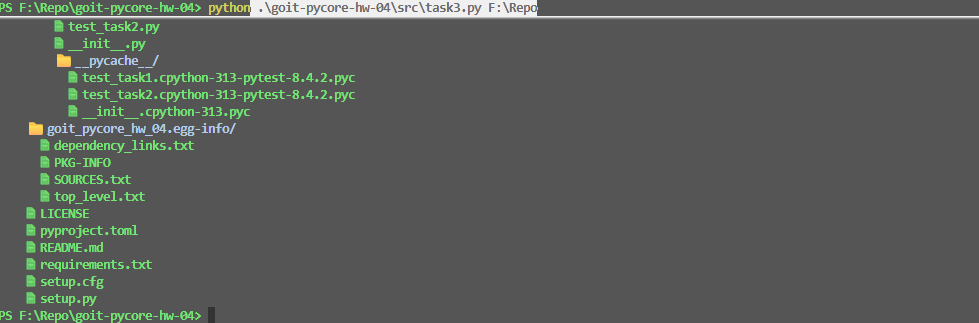 PS F:\Repo\goit-pycore-hw-04> python .\goit-pycore-hw-04\src\task3.py F:\Repo
test_task2.py
__init__.py
__pycache__/
test_task1.cpython-313-pytest-8.4.2.pyc
test_task2.cpython-313-pytest-8.4.2.pyc
__init__.cpython-313.pyc
goit_pycore_hw_04.egg-info/
dependency_links.txt
PKG-INFO
SOURCES.txt
top_level.txt
LICENSE
pyproject.toml
README.md
requirements.txt
setup.cfg
setup.py
PS F:\Repo\goit-pycore-hw-04>